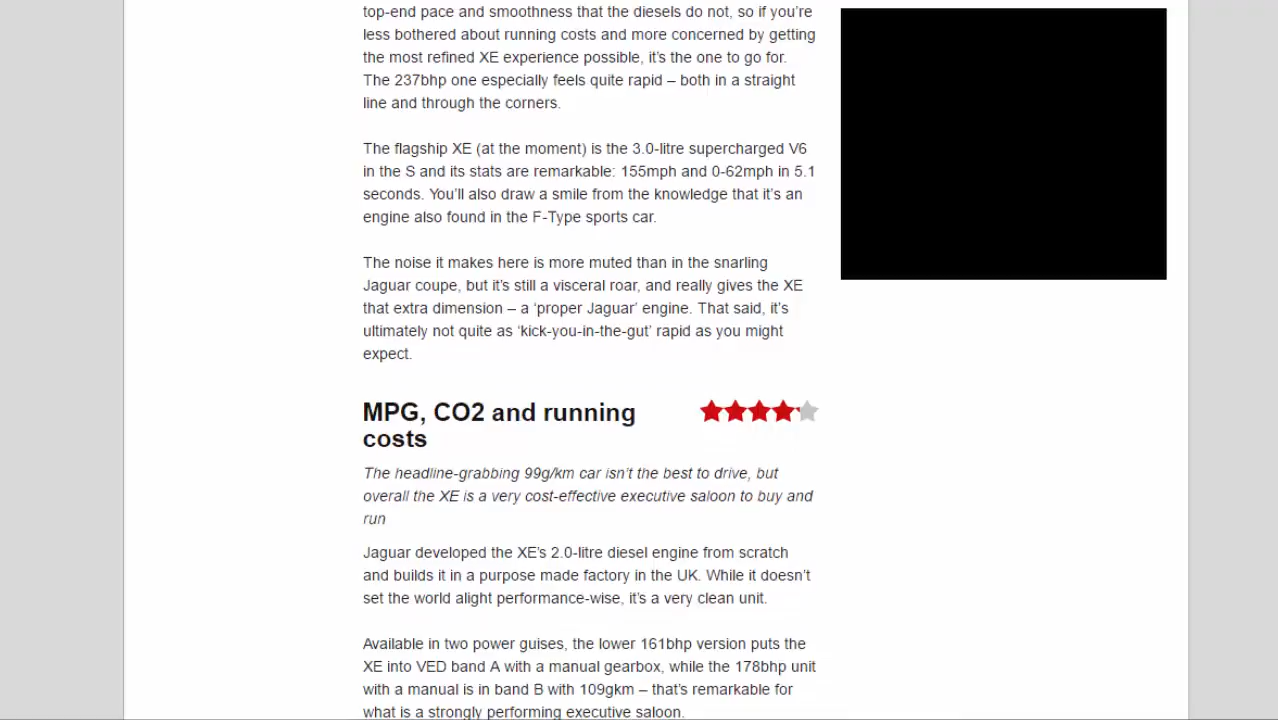 top-end pace and smoothness that the diesels do not, so if you’re
less bothered about running costs and more concerned by getting
the most refined XE experience possible, it’s the one to go for.
The 237bhp one especially feels quite rapid – both in a straight
line and through the corners.
The flagship XE (at the moment) is the 3.0-litre supercharged V6
in the S and its stats are remarkable: 155mph and 0-62mph in 5.1
seconds. You’ll also draw a smile from the knowledge that it’s an
engine also found in the F-Type sports car.
The noise it makes here is more muted than in the snarling
Jaguar coupe, but it’s still a visceral roar, and really gives the XE
that extra dimension – a ‘proper Jaguar’ engine. That said, it’s
ultimately not quite as ‘kick-you-in-the-gut’ rapid as you might
expect.
MPG, CO2 and running
costs
The headline-grabbing 99g/km car isn’t the best to drive, but
overall the XE is a very cost-effective executive saloon to buy and
run
Jaguar developed the XE’s 2.0-litre diesel engine from scratch
and builds it in a purpose made factory in the UK. While it doesn’t
set the world alight performance-wise, it’s a very clean unit.
Available in two power guises, the lower 161bhp version puts the
XE into VED band A with a manual gearbox, while the 178bhp unit
with a manual is in band B with 109gkm – that’s remarkable for
what is a strongly performing executive saloon.